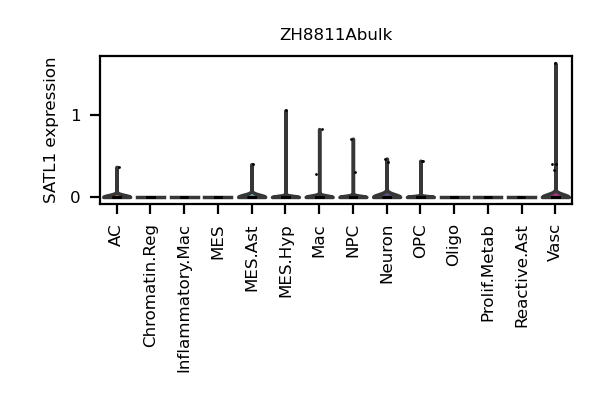 ZH8811Abulk
SATL1 expression
1
0
AC
Chromatin.Reg
Inflammatory.Mac
MES
MES.Ast
MES.Hyp
Mac
NPC
Neuron
OPC
Oligo
Prolif.Metab
Reactive.Ast
Vasc